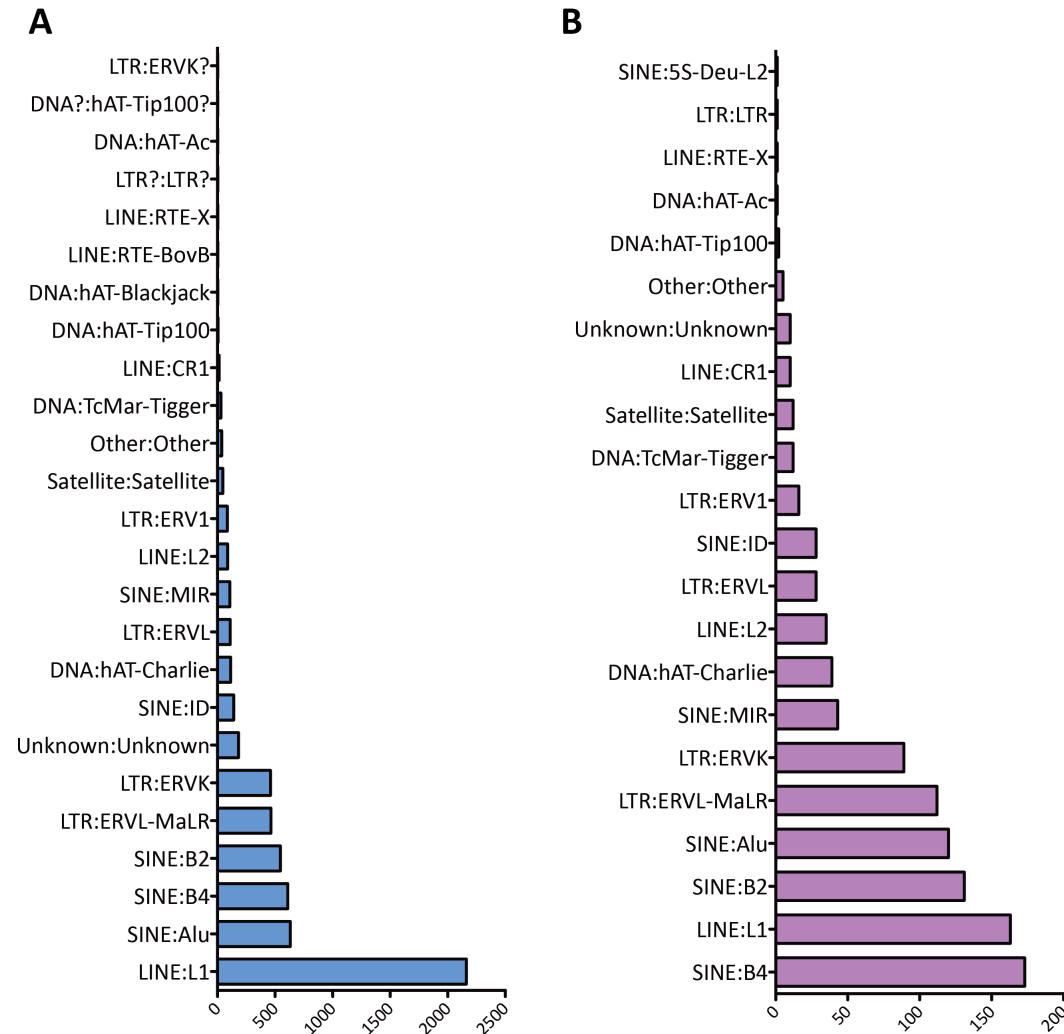 A
LTR:ERVK?
DNA?:hAT-Tip100?
DNA:hAT-Ac
LTR?:LTR?
LINE:RTE-X
LINE:RTE-BovB
DNA:hAT-Blackjack
DNA:hAT-Tip100
LINE:CR1
DNA:TcMar-Tigger
Other:Other
Satellite:Satellite
LTR:ERV1
LINE:L2
SINE:MIR
LTR:ERVL
DNA:hAT-Charlie
SINE:ID
Unknown:Unknown
LTR:ERVK
LTR:ERVL-MaLR
SINE:B2
SINE:B4
SINE:Alu
LINE:L1
0 500 1000 1500 2000 2500
B
SINE:5S-Deu-L2
LTR:LTR
LINE:RTE-X
DNA:hAT-Ac
DNA:hAT-Tip100
Other:Other
Unknown:Unknown
LINE:CR1
Satellite:Satellite
DNA:TcMar-Tigger
LTR:ERV1
SINE:ID
LTR:ERVL
LINE:L2
DNA:hAT-Charlie
SINE:MIR
LTR:ERVK
LTR:ERVL-MaLR
SINE:Alu
SINE:B2
LINE:L1
SINE:B4
0 50 100 150 200